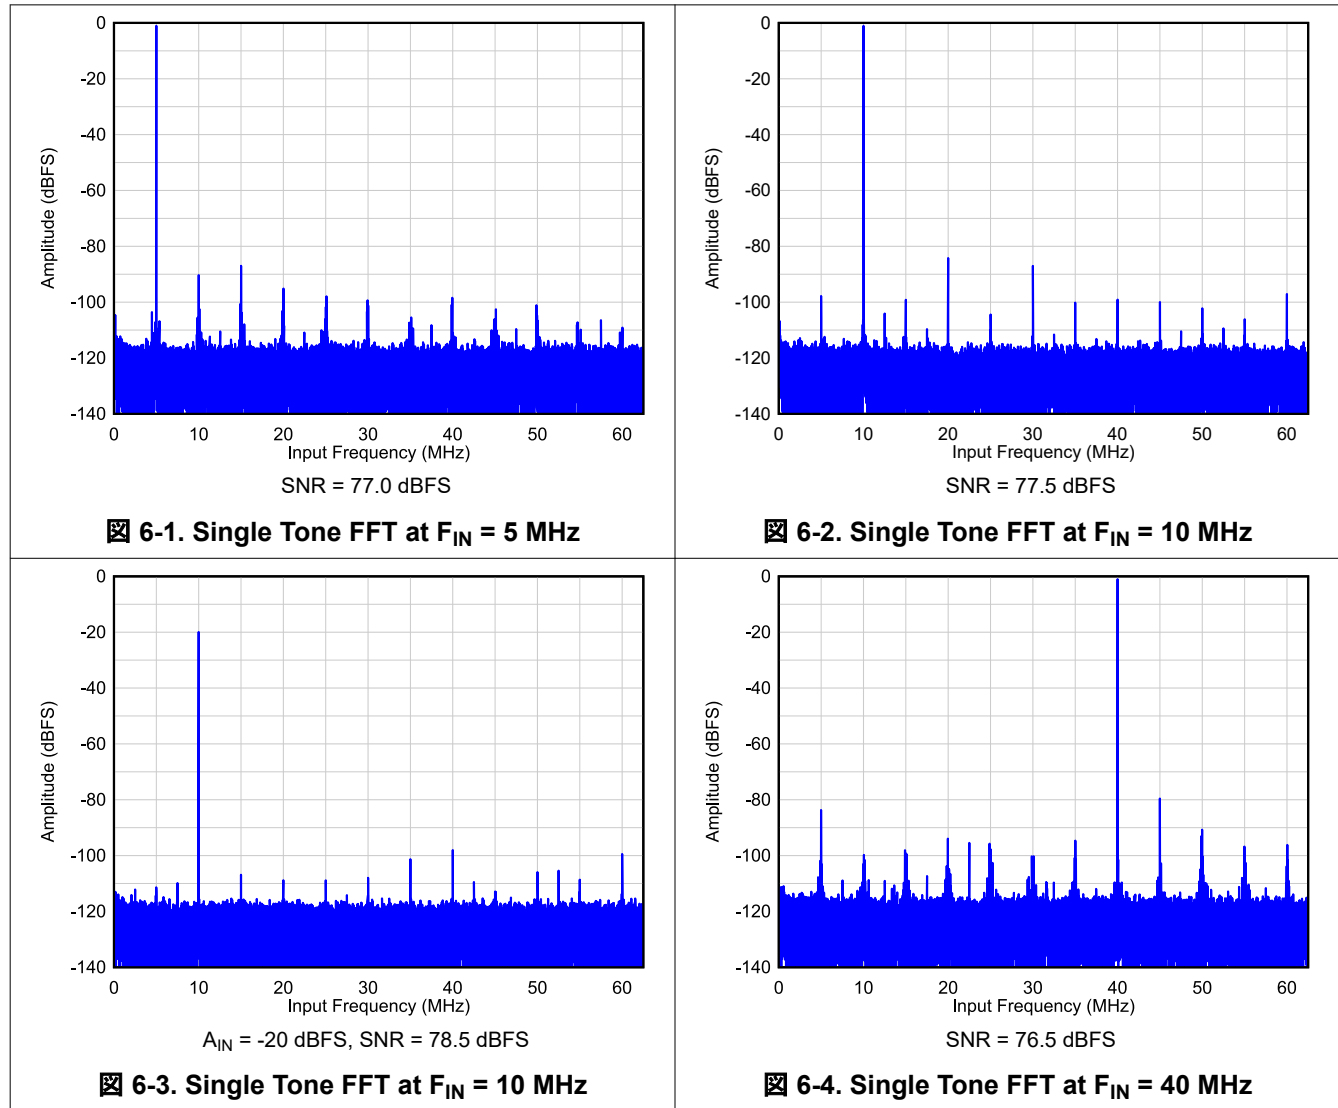 0
-20
-40
-60
-80
-100
-120
-140
Amplitude (dBFS)
0 10 20 30 40 50 60
Input Frequency (MHz)
SNR = 77.0 dBFS
図 6-1. Single Tone FFT at FIN = 5 MHz
0
-20
-40
-60
-80
-100
-120
-140
Amplitude (dBFS)
0 10 20 30 40 50 60
Input Frequency (MHz)
SNR = 77.5 dBFS
図 6-2. Single Tone FFT at FIN = 10 MHz
0
-20
-40
-60
-80
-100
-120
-140
Amplitude (dBFS)
0 10 20 30 40 50 60
Input Frequency (MHz)
AIN = -20 dBFS, SNR = 78.5 dBFS
図 6-3. Single Tone FFT at FIN = 10 MHz
0
-20
-40
-60
-80
-100
-120
-140
Amplitude (dBFS)
0 10 20 30 40 50 60
Input Frequency (MHz)
SNR = 76.5 dBFS
図 6-4. Single Tone FFT at FIN = 40 MHz